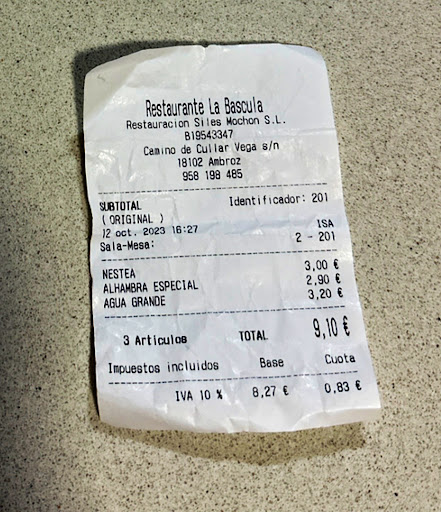 Restaurante La Bascula
Restauracion Siles Mochon S.L.
B19543347
Camino de Cullar Vega s/n
18102 Ambroz
958 198 485
SUBTOTAL Identificador: 201
( ORIGINAL )
12 oct. 2023 16:27 ISA
Sala-Mesa: 2 - 201
NESTEA 3,00 €
ALHAMBRA ESPECIAL 2,90 €
AGUA GRANDE 3,20 €
3 Articulos TOTAL 9,10 €
Impuestos incluidos Base Cuota
IVA 10 % 8,27 € 0,83 €